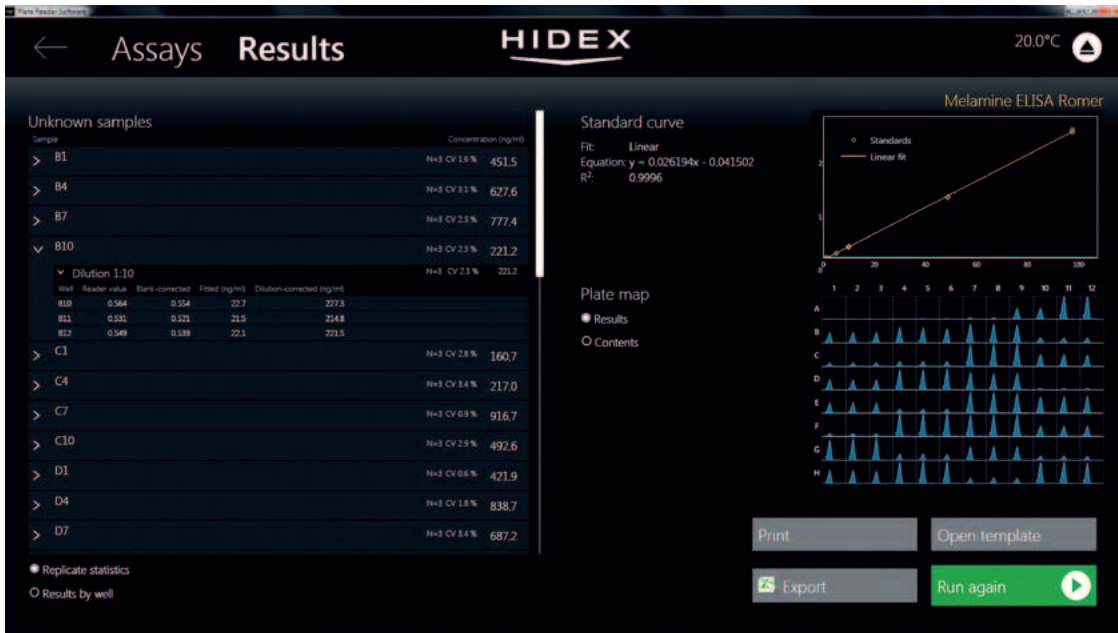 Plate Reader Software
Assays Results HIDEX 20.0°C
Melamine ELISA Romer
Unknown samples
Sample Concentration (ng/ml)
B1 N=3 CV 1.6 % 451.5
B4 N=3 CV 3.1 % 627.6
B7 N=3 CV 2.3 % 777.4
B10 N=3 CV 2.3 % 221.2
Dilution 1:10 N=3 CV 2.3 % 221.2
Well Reader value Blank-corrected Fitted (ng/ml) Dilution-corrected (ng/ml)
B10 0.564 0.554 22.7 227.3
B11 0.531 0.521 21.5 214.8
B12 0.549 0.539 22.1 221.5
C1 N=3 CV 2.8 % 160.7
C4 N=3 CV 3.4 % 217.0
C7 N=3 CV 0.9 % 916.7
C10 N=3 CV 2.9 % 492.6
D1 N=3 CV 0.6 % 421.9
D4 N=3 CV 1.8 % 838.7
D7 N=3 CV 3.4 % 687.2
Replicate statistics
Results by well
Standard curve
Fit: Linear
Equation: y = 0.026194x - 0.041502
R²: 0.9996
Standards
Linear fit
2
1
0
0 20 40 60 80 100
Plate map
Results
Contents
1 2 3 4 5 6 7 8 9 10 11 12
A
B
C
D
E
F
G
H
Print
Open template
Export
Run again